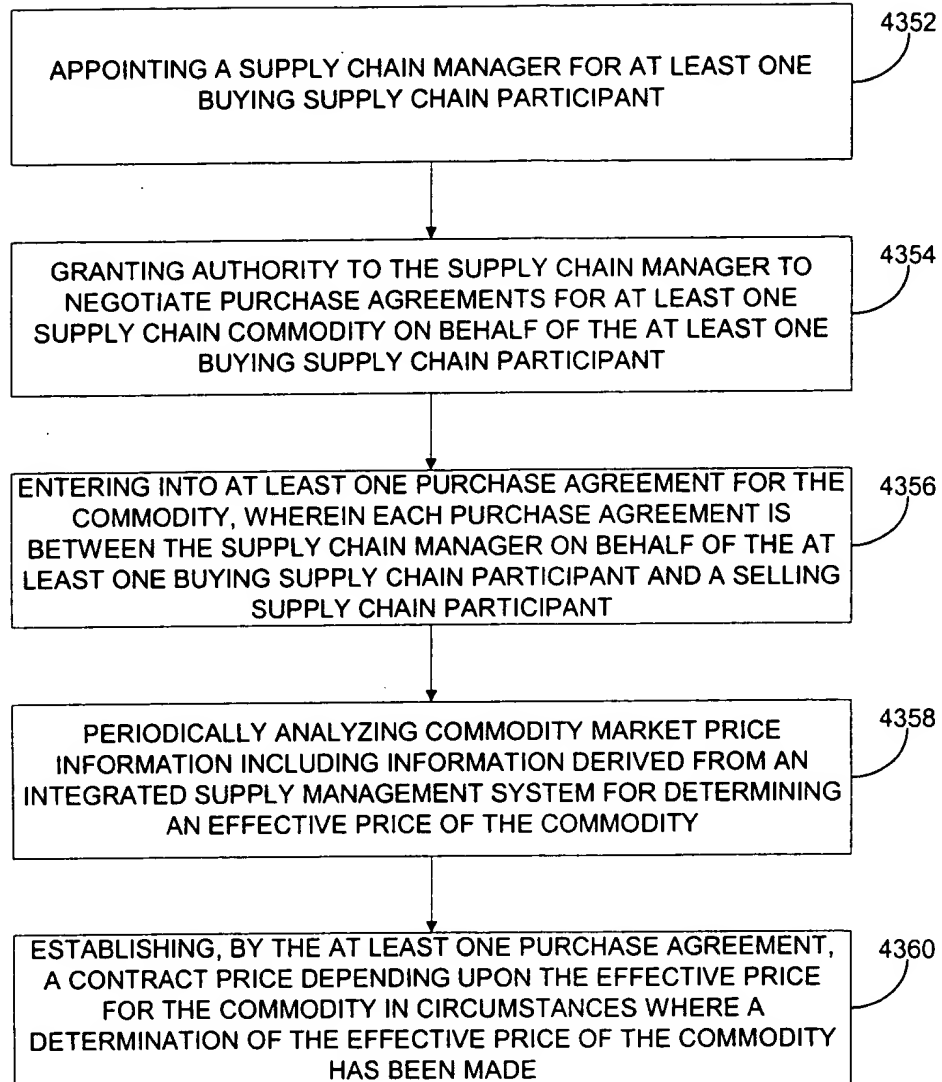 4352
APPOINTING A SUPPLY CHAIN MANAGER FOR AT LEAST ONE
BUYING SUPPLY CHAIN PARTICIPANT
4354
GRANTING AUTHORITY TO THE SUPPLY CHAIN MANAGER TO
NEGOTIATE PURCHASE AGREEMENTS FOR AT LEAST ONE
SUPPLY CHAIN COMMODITY ON BEHALF OF THE AT LEAST ONE
BUYING SUPPLY CHAIN PARTICIPANT
4356
ENTERING INTO AT LEAST ONE PURCHASE AGREEMENT FOR THE
COMMODITY, WHEREIN EACH PURCHASE AGREEMENT IS
BETWEEN THE SUPPLY CHAIN MANAGER ON BEHALF OF THE AT
LEAST ONE BUYING SUPPLY CHAIN PARTICIPANT AND A SELLING
SUPPLY CHAIN PARTICIPANT
4358
PERIODICALLY ANALYZING COMMODITY MARKET PRICE
INFORMATION INCLUDING INFORMATION DERIVED FROM AN
INTEGRATED SUPPLY MANAGEMENT SYSTEM FOR DETERMINING
AN EFFECTIVE PRICE OF THE COMMODITY
4360
ESTABLISHING, BY THE AT LEAST ONE PURCHASE AGREEMENT,
A CONTRACT PRICE DEPENDING UPON THE EFFECTIVE PRICE
FOR THE COMMODITY IN CIRCUMSTANCES WHERE A
DETERMINATION OF THE EFFECTIVE PRICE OF THE COMMODITY
HAS BEEN MADE